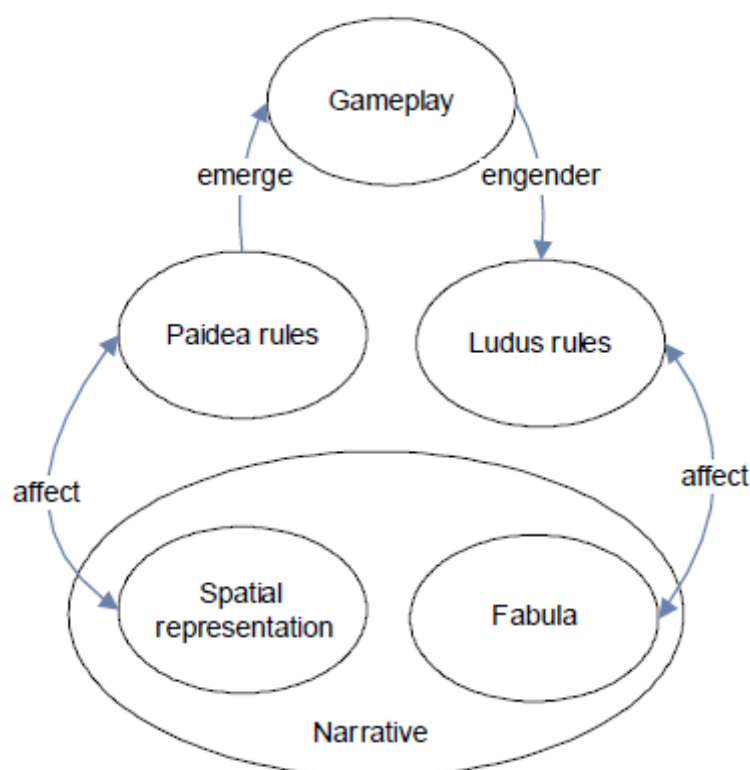 Gameplay
emerge
engender
Paidea rules
Ludus rules
affect
affect
Spatial
representation
Fabula
Narrative